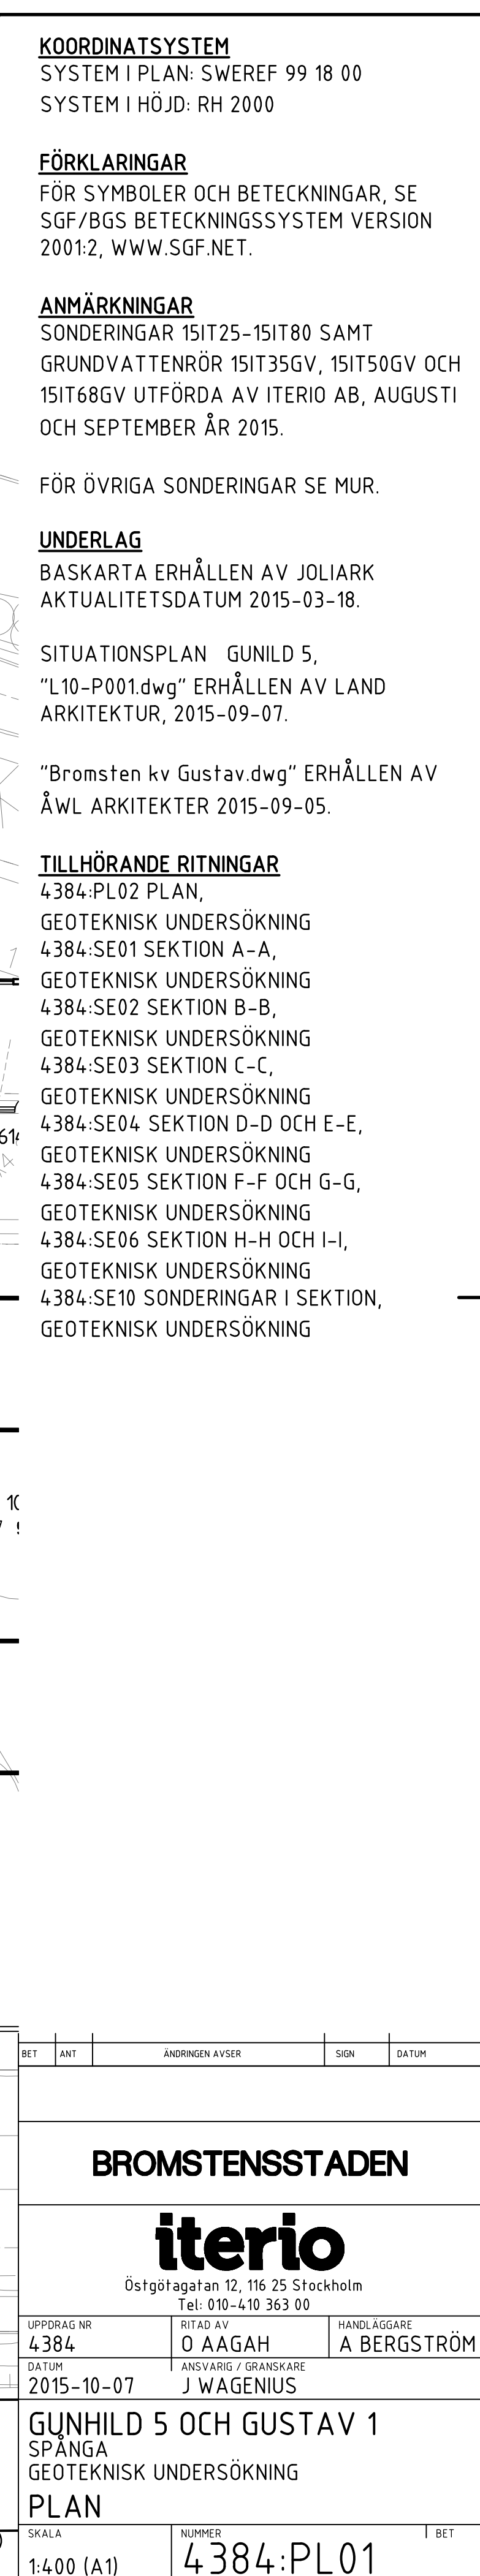 KOORDINATSYSTEM
SYSTEM I PLAN: SWEREF 99 18 00
SYSTEM I HÖJD: RH 2000
FÖRKLARINGAR
FÖR SYMBOLER OCH BETECKNINGAR, SE
SGF/BGS BETECKNINGSSYSTEM VERSION
2001:2, WWW.SGF.NET.
ANMÄRKNINGAR
SONDERINGAR 15IT25-15IT80 SAMT
GRUNDVATTENRÖR 15IT35GV, 15IT50GV OCH
15IT68GV UTFÖRDA AV ITERIO AB, AUGUSTI
OCH SEPTEMBER ÅR 2015.
FÖR ÖVRIGA SONDERINGAR SE MUR.
UNDERLAG
BASKARTA ERHÅLLEN AV JOLIARK
AKTUALITETSDATUM 2015-03-18.
SITUATIONSPLAN GUNILD 5,
"L10-P001.dwg" ERHÅLLEN AV LAND
ARKITEKTUR, 2015-09-07.
"Bromsten kv Gustav.dwg" ERHÅLLEN AV
ÅWL ARKITEKTER 2015-09-05.
TILLHÖRANDE RITNINGAR
4384:PL02 PLAN,
GEOTEKNISK UNDERSÖKNING
4384:SE01 SEKTION A-A,
GEOTEKNISK UNDERSÖKNING
4384:SE02 SEKTION B-B,
GEOTEKNISK UNDERSÖKNING
4384:SE03 SEKTION C-C,
GEOTEKNISK UNDERSÖKNING
4384:SE04 SEKTION D-D OCH E-E,
GEOTEKNISK UNDERSÖKNING
4384:SE05 SEKTION F-F OCH G-G,
GEOTEKNISK UNDERSÖKNING
4384:SE06 SEKTION H-H OCH I-I,
GEOTEKNISK UNDERSÖKNING
4384:SE10 SONDERINGAR I SEKTION,
GEOTEKNISK UNDERSÖKNING
BET ANT ÄNDRINGEN AVSER SIGN DATUM
BROMSTENSSTADEN
iterio
Östgötagatan 12, 116 25 Stockholm
Tel: 010-410 363 00
UPPDRAG NR RITAD AV HANDLÄGGARE
4384 O AAGAH A BERGSTRÖM
DATUM ANSVARIG / GRANSKARE
2015-10-07 J WAGENIUS
GUNHILD 5 OCH GUSTAV 1
SPÅNGA
GEOTEKNISK UNDERSÖKNING
PLAN
SKALA NUMMER BET
1:400 (A1) 4384:PL01